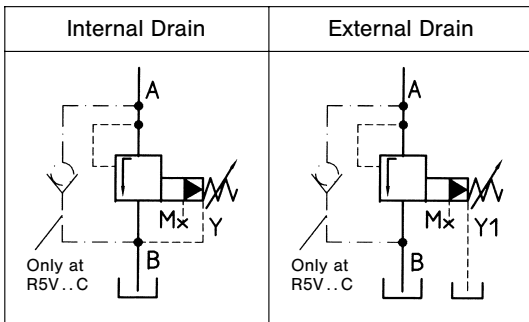 Internal Drain
External Drain
A
Mx
Y
B
Only at
R5V..C
A
Mx
Y1
B
Only at
R5V..C